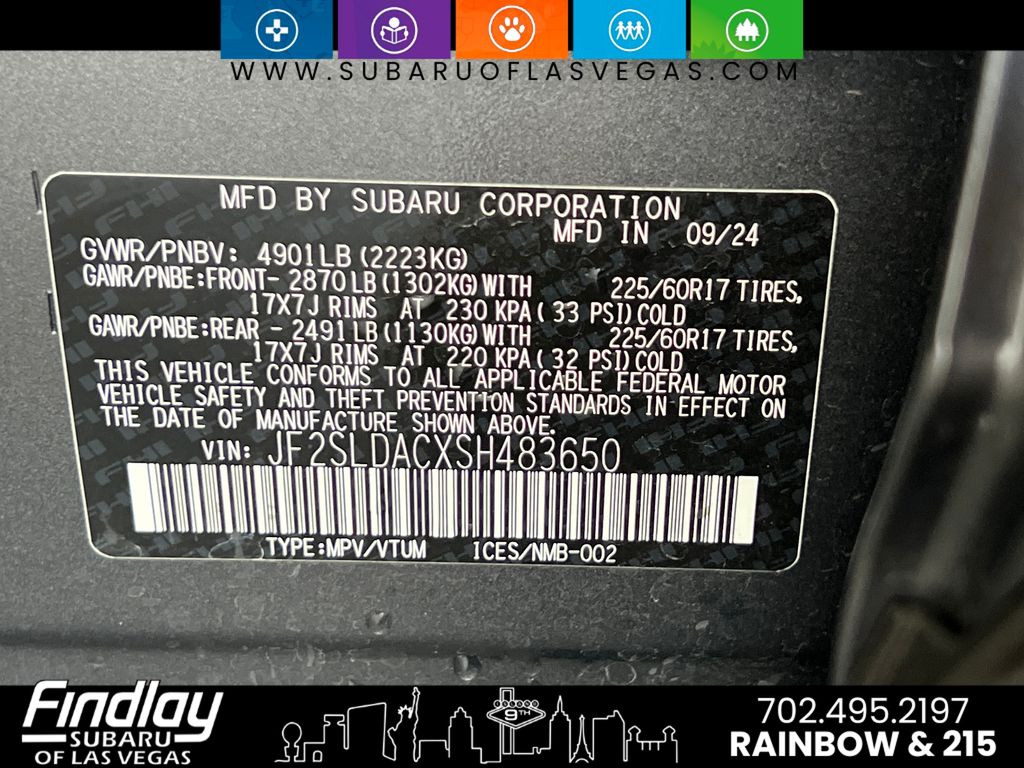 WWW.SUBARUOFLASVEGAS.COM
MFD BY SUBARU CORPORATION
MFD IN 09/24
GVWR/PNBV: 4901LB (2223KG)
GAWR/PNBE:FRONT- 2870LB (1302KG) WITH 225/60R17 TIRES,
17X7J RIMS AT 230 KPA ( 33 PSI) COLD
GAWR/PNBE:REAR - 2491LB (1130KG) WITH 225/60R17 TIRES,
17X7J RIMS AT 220 KPA ( 32 PSI) COLD
THIS VEHICLE CONFORMS TO ALL APPLICABLE FEDERAL MOTOR
VEHICLE SAFETY AND THEFT PREVENTION STANDARDS IN EFFECT ON
THE DATE OF MANUFACTURE SHOWN ABOVE.
VIN: JF2SLDACXSH483650
TYPE:MPV/VTUM ICES/NMB-002
Findlay
SUBARU
OF LAS VEGAS
9TH
702.495.2197
RAINBOW & 215